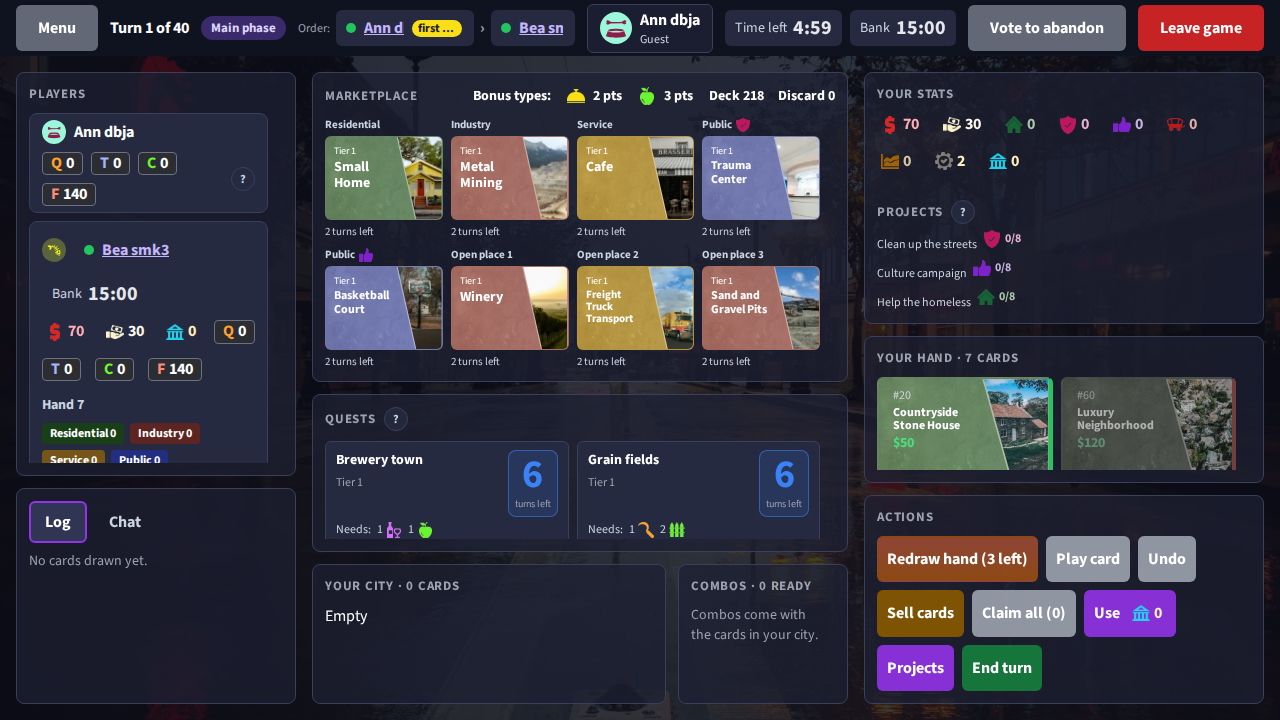 Menu
Turn 1 of 40
Main phase
Order:
Ann d
first ...
›
Bea sn
Ann dbja
Guest
Time left 4:59
Bank 15:00
Vote to abandon
Leave game
PLAYERS
Ann dbja
Q 0
T 0
C 0
F 140
?
Bea smk3
Bank 15:00
70
30
0
Q 0
T 0
C 0
F 140
Hand 7
Residential 0
Industry 0
Service 0
Public 0
Log
Chat
No cards drawn yet.
MARKETPLACE
Bonus types:
2 pts
3 pts
Deck 218
Discard 0
Residential
Industry
Service
Public
Tier 1
Small
Home
Tier 1
Metal
Mining
Tier 1
Cafe
BRASSERI
Tier 1
Trauma
Center
2 turns left
2 turns left
2 turns left
2 turns left
Public
Open place 1
Open place 2
Open place 3
Tier 1
Basketball
Court
Tier 1
Winery
Tier 1
Freight
Truck
Transport
Tier 1
Sand and
Gravel Pits
2 turns left
2 turns left
2 turns left
2 turns left
QUESTS
?
Brewery town
Tier 1
6
turns left
Needs: 1 1
Grain fields
Tier 1
6
turns left
Needs: 1 2
YOUR CITY · 0 CARDS
Empty
COMBOS · 0 READY
Combos come with
the cards in your city.
YOUR STATS
70
30
0
0
0
0
0
2
0
PROJECTS
?
Clean up the streets 0/8
Culture campaign 0/8
Help the homeless 0/8
YOUR HAND · 7 CARDS
#20
Countryside
Stone House
$50
#60
Luxury
Neighborhood
$120
ACTIONS
Redraw hand (3 left)
Play card
Undo
Sell cards
Claim all (0)
Use 0
Projects
End turn